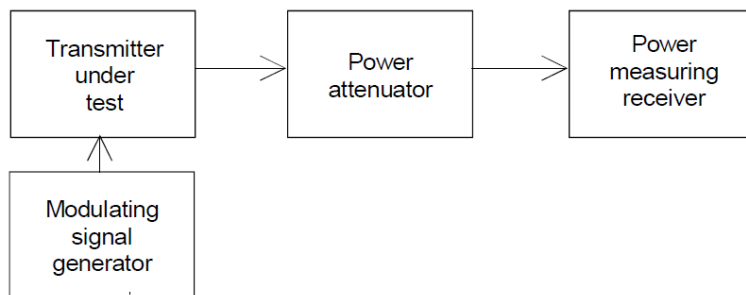 Transmitter
under
test
Power
attenuator
Power
measuring
receiver
Modulating
signal
generator